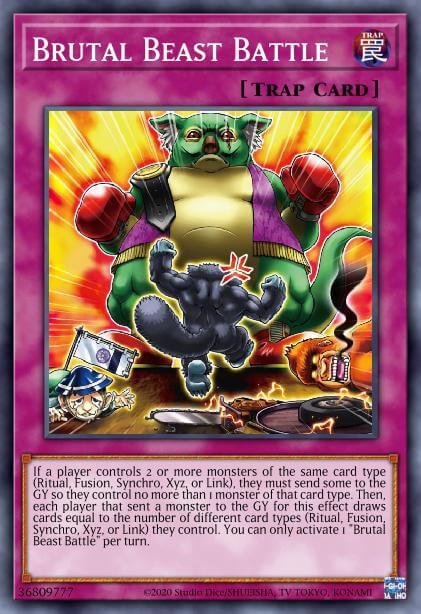 BRUTAL BEAST BATTLE
TRAP
罠
[TRAP CARD]
If a player controls 2 or more monsters of the same card type
(Ritual, Fusion, Synchro, Xyz, or Link), they must send some to the
GY so they control no more than 1 monster of that card type. Then,
each player that sent a monster to the GY for this effect draws
cards equal to the number of different card types (Ritual, Fusion,
Synchro, Xyz, or Link) they control. You can only activate 1 "Brutal
Beast Battle" per turn.
36809777
©2020 Studio Dice/SHUEISHA, TV TOKYO, KONAMI